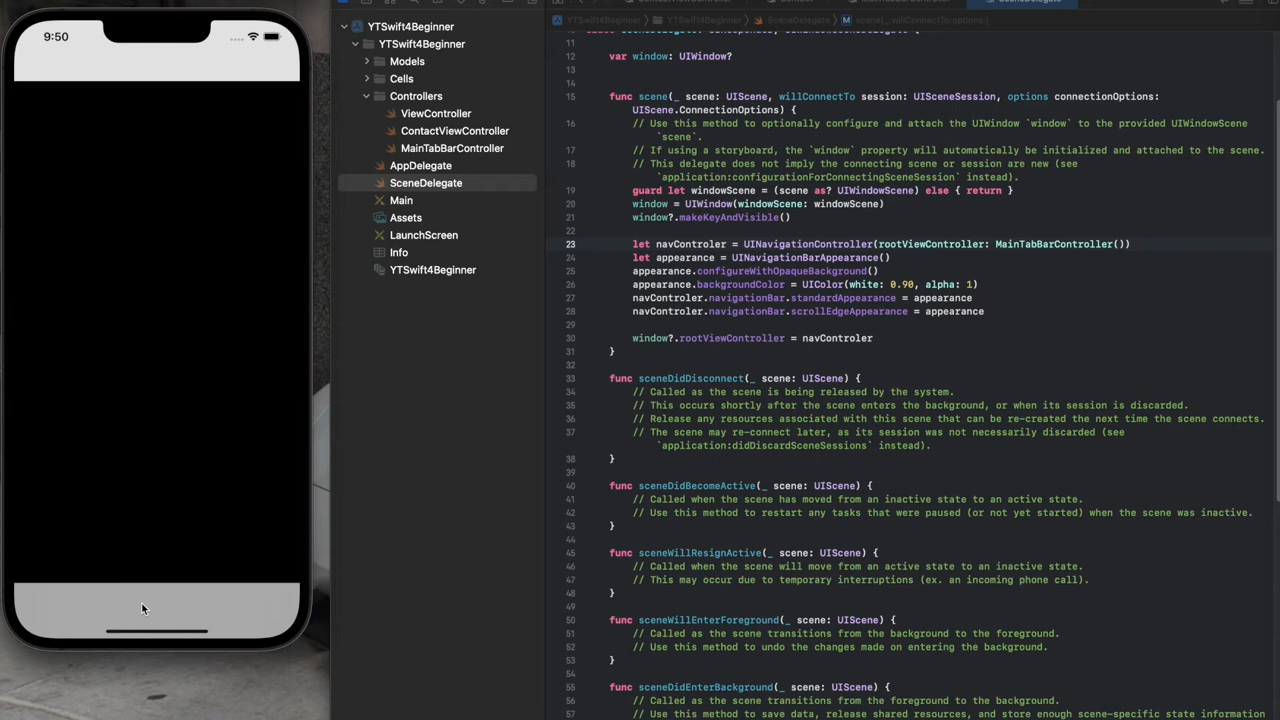 9:50
YTSwift4Beginner
YTSwift4Beginner
Models
Cells
Controllers
ViewController
ContactViewController
MainTabBarController
AppDelegate
SceneDelegate
Main
Assets
LaunchScreen
Info
YTSwift4Beginner
YTSwift4Beginner
YTSwift4Beginner
SceneDelegate
M
scene(_:willConnectTo:options:)
11
12 var window: UIWindow?
13
14
15 func scene(_ scene: UIScene, willConnectTo session: UISceneSession, options connectionOptions:
UIScene.ConnectionOptions) {
16 // Use this method to optionally configure and attach the UIWindow `window` to the provided UIWindowScene
`scene`.
17 // If using a storyboard, the `window` property will automatically be initialized and attached to the scene.
18 // This delegate does not imply the connecting scene or session are new (see
`application:configurationForConnectingSceneSession` instead).
19 guard let windowScene = (scene as? UIWindowScene) else { return }
20 window = UIWindow(windowScene: windowScene)
21 window?.makeKeyAndVisible()
22
23 let navControler = UINavigationController(rootViewController: MainTabBarController())
24 let appearance = UINavigationBarAppearance()
25 appearance.configureWithOpaqueBackground()
26 appearance.backgroundColor = UIColor(white: 0.90, alpha: 1)
27 navControler.navigationBar.standardAppearance = appearance
28 navControler.navigationBar.scrollEdgeAppearance = appearance
29
30 window?.rootViewController = navControler
31 }
32
33 func sceneDidDisconnect(_ scene: UIScene) {
34 // Called as the scene is being released by the system.
35 // This occurs shortly after the scene enters the background, or when its session is discarded.
36 // Release any resources associated with this scene that can be re-created the next time the scene connects.
37 // The scene may re-connect later, as its session was not necessarily discarded (see
`application:didDiscardSceneSessions` instead).
38 }
39
40 func sceneDidBecomeActive(_ scene: UIScene) {
41 // Called when the scene has moved from an inactive state to an active state.
42 // Use this method to restart any tasks that were paused (or not yet started) when the scene was inactive.
43 }
44
45 func sceneWillResignActive(_ scene: UIScene) {
46 // Called when the scene will move from an active state to an inactive state.
47 // This may occur due to temporary interruptions (ex. an incoming phone call).
48 }
49
50 func sceneWillEnterForeground(_ scene: UIScene) {
51 // Called as the scene transitions from the background to the foreground.
52 // Use this method to undo the changes made on entering the background.
53 }
54
55 func sceneDidEnterBackground(_ scene: UIScene) {
56 // Called as the scene transitions from the foreground to the background.
57 // Use this method to save data, release shared resources, and store enough scene-specific state information